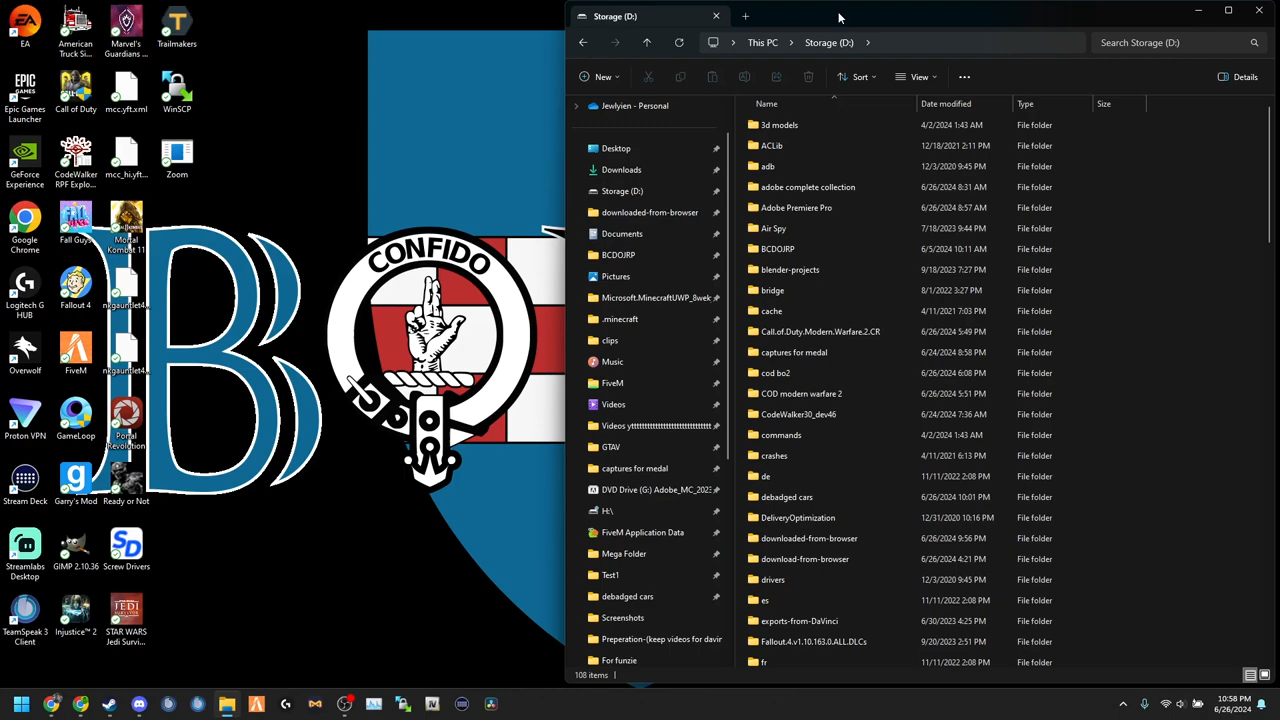 EA
American
Truck Si...
Marvel's
Guardians ...
Trailmakers
Epic Games
Launcher
Call of Duty
mcc.yft.xml
WinSCP
GeForce
Experience
CodeWalker
RPF Explo...
mcc_hi.yft...
Zoom
Google
Chrome
Fall Guys
Mortal
Kombat 11
Logitech G
HUB
Fallout 4
nkgauntlet4...
Overwolf
FiveM
nkgauntlet4...
Proton VPN
GameLoop
Portal
Revolution
Stream Deck
Garry's Mod
Ready or Not
Streamlabs
Desktop
GIMP 2.10.36
Screw Drivers
TeamSpeak 3
Client
Injustice™ 2
STAR WARS
Jedi Survi...
B
CONFIDO
Storage (D:)
This PC
Storage (D:)
Search Storage (D:)
New
Sort
View
Details
Jewlyien - Personal
Desktop
Downloads
Storage (D:)
downloaded-from-browser
Documents
BCDOJRP
Pictures
Microsoft.MinecraftUWP_8wek
.minecraft
clips
Music
FiveM
Videos
Videos yttttttttttttttttttttttttttttt
GTAV
captures for medal
DVD Drive (G:) Adobe_MC_2023
H:\
FiveM Application Data
Mega Folder
Test1
debadged cars
Screenshots
Preperation-(keep videos for davin
For funzie
Name Date modified Type Size
3d models 4/2/2024 1:43 AM File folder
ACLib 12/18/2021 2:11 PM File folder
adb 12/3/2020 9:45 PM File folder
adobe complete collection 6/26/2024 8:31 AM File folder
Adobe Premiere Pro 6/26/2024 8:57 AM File folder
Air Spy 7/18/2023 9:44 PM File folder
BCDOJRP 6/5/2024 10:11 AM File folder
blender-projects 9/18/2023 7:27 PM File folder
bridge 8/1/2022 3:27 PM File folder
cache 4/11/2021 7:03 PM File folder
Call.of.Duty.Modern.Warfare.2.CR 6/26/2024 5:49 PM File folder
captures for medal 6/24/2024 8:58 PM File folder
cod bo2 6/26/2024 6:08 PM File folder
COD modern warfare 2 6/26/2024 5:51 PM File folder
CodeWalker30_dev46 6/24/2024 7:36 AM File folder
commands 4/2/2024 1:43 AM File folder
crashes 4/11/2021 6:13 PM File folder
de 11/11/2022 2:08 PM File folder
debadged cars 6/26/2024 10:01 PM File folder
DeliveryOptimization 12/31/2020 10:16 PM File folder
downloaded-from-browser 6/26/2024 9:56 PM File folder
download-from-browser 6/26/2024 4:21 PM File folder
drivers 12/3/2020 9:45 PM File folder
es 11/11/2022 2:08 PM File folder
exports-from-DaVinci 6/30/2023 4:25 PM File folder
Fallout.4.v1.10.163.0.ALL.DLCs 9/20/2023 2:51 PM File folder
fr 11/11/2022 2:08 PM File folder
108 items
10:58 PM
6/26/2024